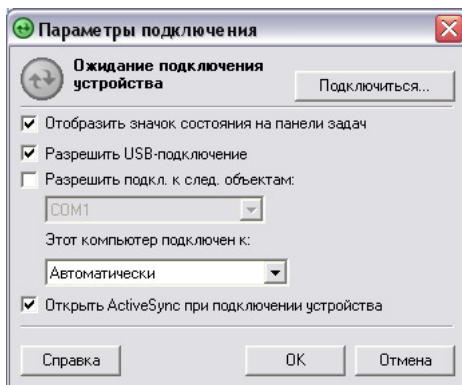 Параметры подключения
Ожидание подключения
устройства
Подключиться...
Отобразить значок состояния на панели задач
Разрешить USB-подключение
Разрешить подкл. к след. объектам:
COM1
Этот компьютер подключен к:
Автоматически
Открыть ActiveSync при подключении устройства
Справка
OK
Отмена